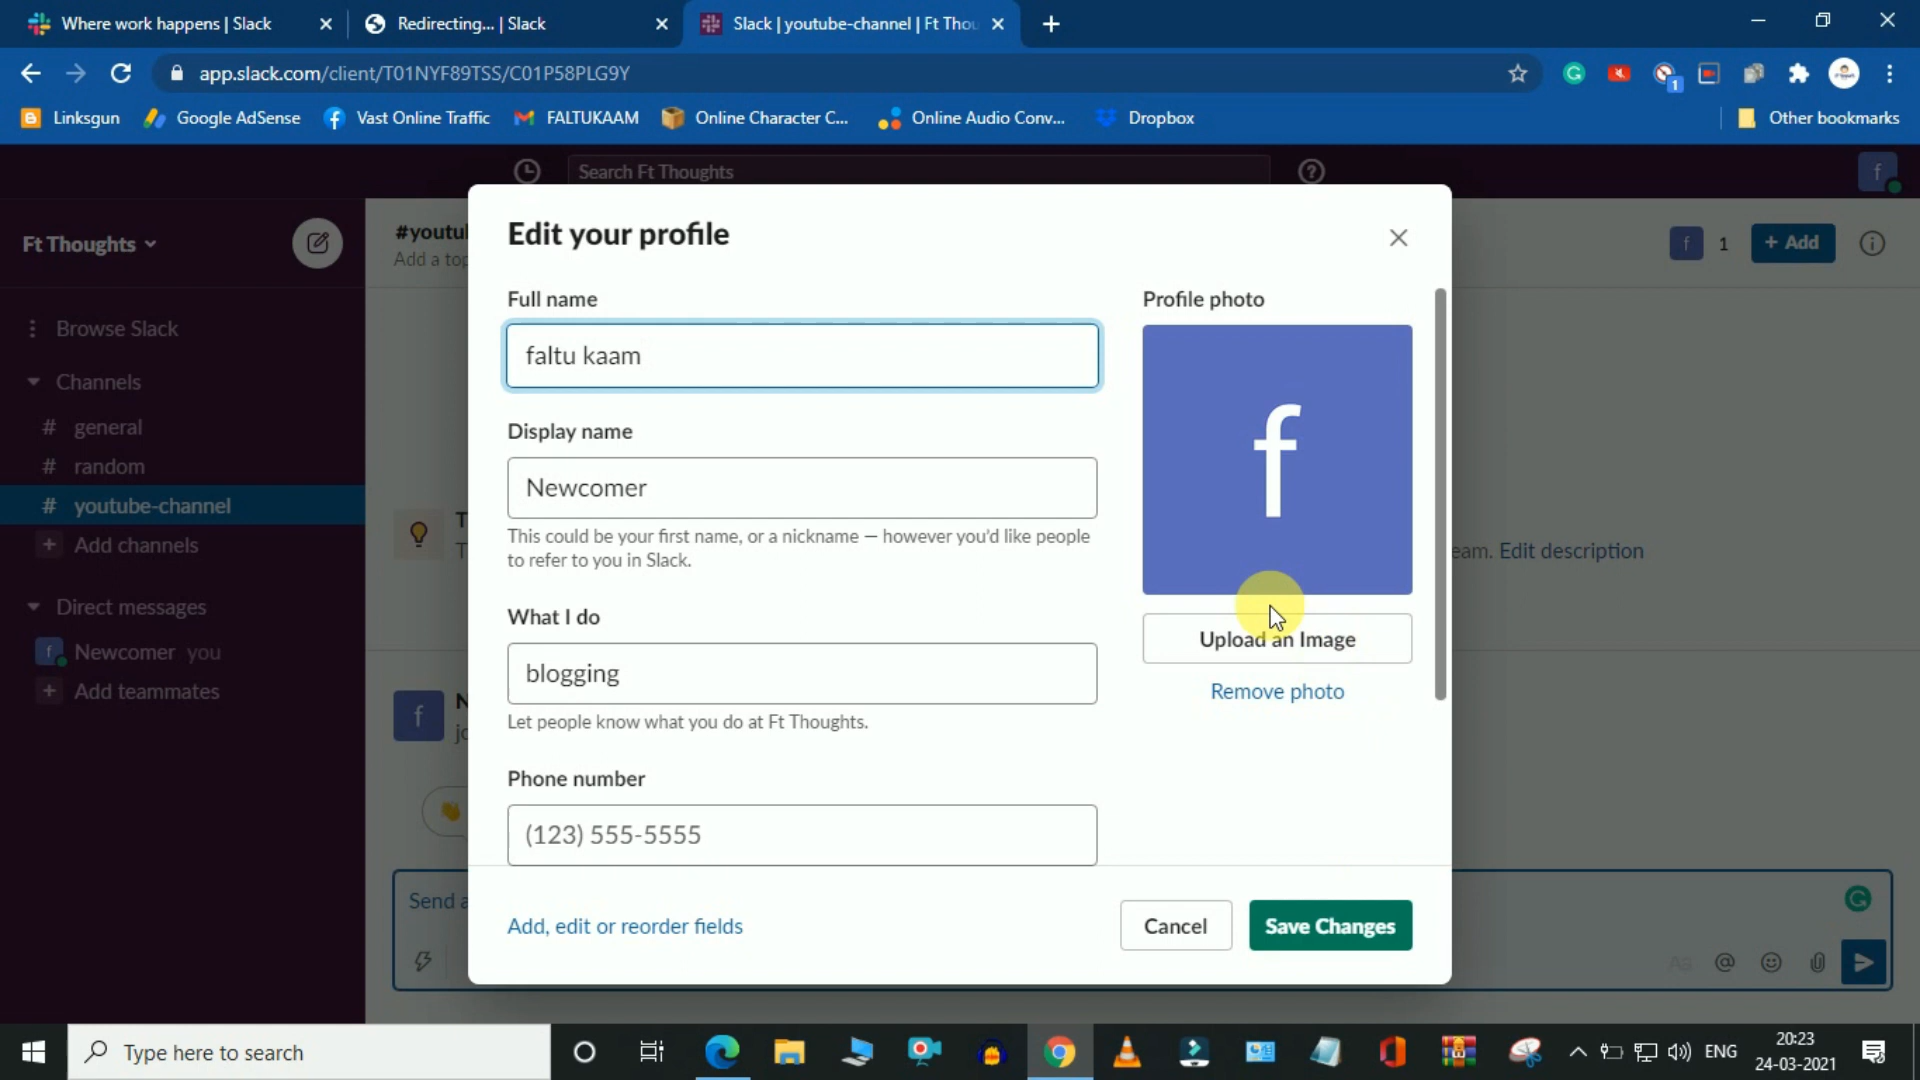 Where work happens | Slack
Redirecting... | Slack
Slack | youtube-channel | Ft Thou
app.slack.com/client/T01NYF89TSS/C01P58PLG9Y
1
Linksgun
Google AdSense
Vast Online Traffic
FALTUKAAM
Online Character C...
Online Audio Conv...
Dropbox
Other bookmarks
Search Ft Thoughts
f
Ft Thoughts
Browse Slack
Channels
# general
# random
# youtube-channel
+ Add channels
Direct messages
f Newcomer you
+ Add teammates
#youtu
Add a top
f 1
+ Add
T
T
eam. Edit description
f
N
jo
Send a
Edit your profile
Full name
faltu kaam
Display name
Newcomer
This could be your first name, or a nickname — however you'd like people
to refer to you in Slack.
What I do
blogging
Let people know what you do at Ft Thoughts.
Phone number
(123) 555-5555
Profile photo
f
Upload an Image
Remove photo
Add, edit or reorder fields
Cancel
Save Changes
Type here to search
ENG
20:23
24-03-2021